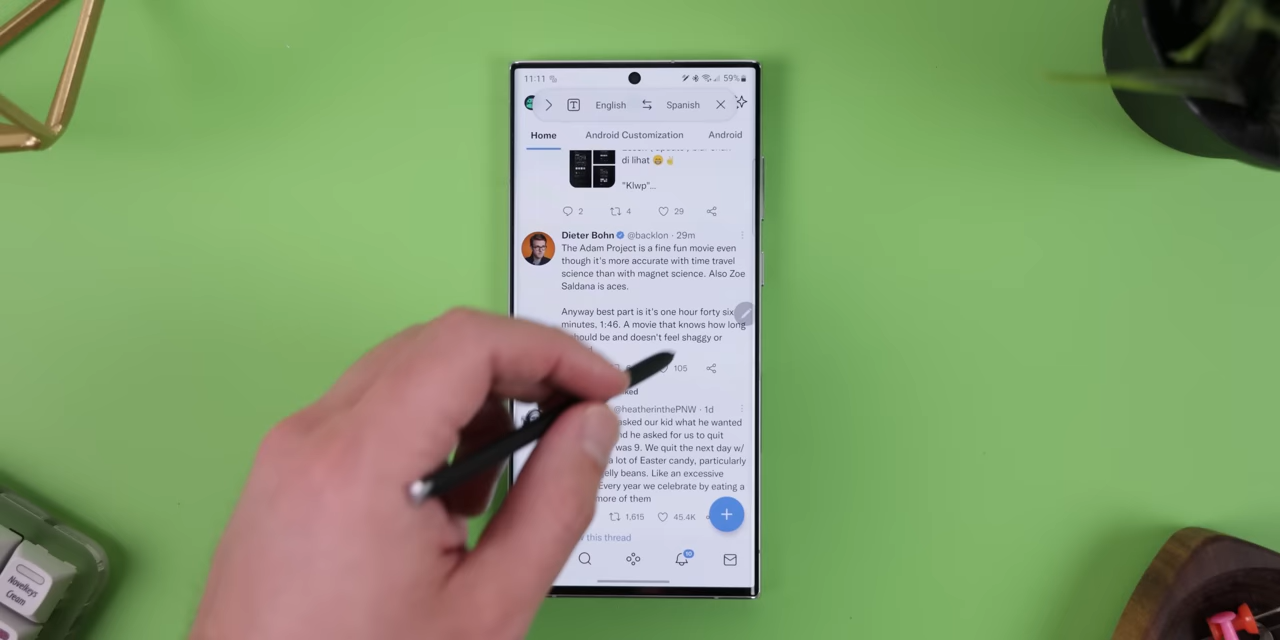 11:11
59%
English
Spanish
Home
Android Customization
Android
di lihat 😁✌
"Klwp"...
2
4
29
Dieter Bohn @backlon · 29m
The Adam Project is a fine fun movie even
though it's more accurate with time travel
science than with magnet science. Also Zoe
Saldana is aces.
Anyway best part is it's one hour forty six
minutes, 1:46. A movie that knows how long
should be and doesn't feel shaggy or
105
@heatherinthePNW · 1d
asked our kid what he wanted
he asked for us to quit
was 9. We quit the next day w/
a lot of Easter candy, particularly
beans. Like an excessive
Every year we celebrate by eating a
more of them
1,615
45.4K
this thread
Novelkeys
Cream